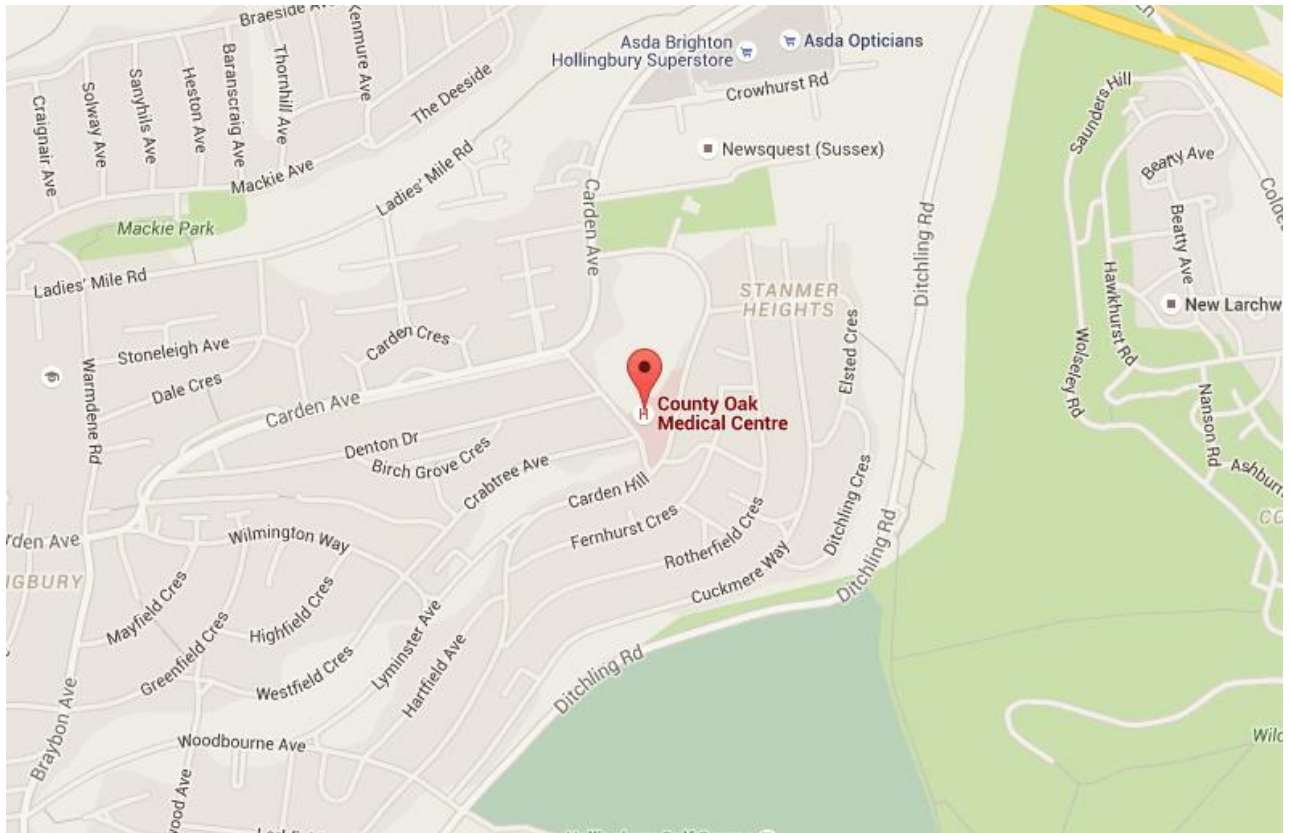 Braeside Av
Kenmure Ave
Thornhill Ave
Baranscraig Ave
Heston Ave
Sanyhils Ave
Solway Ave
Craignair Ave
The Deeside
Mackie Ave
Ladies' Mile Rd
Mackie Park
Ladies' Mile Rd
Asda Brighton
Hollingbury Superstore
Asda Opticians
Crowhurst Rd
Newsquest (Sussex)
Carden Ave
Ditchling Rd
Saunders Hill
Beatty Ave
Beatty Ave
Hawkhurst Rd
Wolseley Rd
New Larchw
Nanson Rd
Ashburn
STANMER
HEIGHTS
Elsted Cres
Stoneleigh Ave
Dale Cres
Warmdene Rd
Carden Cres
Carden Ave
H
County Oak
Medical Centre
Denton Dr
Birch Grove Cres
Crabtree Ave
Carden Hill
Fernhurst Cres
Rotherfield Cres
Cuckmere Way
Ditchling Cres
Ditchling Rd
Ditchling Rd
rden Ave
Wilmington Way
GBURY
Mayfield Cres
Highfield Cres
Greenfield Cres
Westfield Cres
Lyminster Ave
Hartfield Ave
Braybon Ave
Woodbourne Ave
ood Ave
CO
Wild